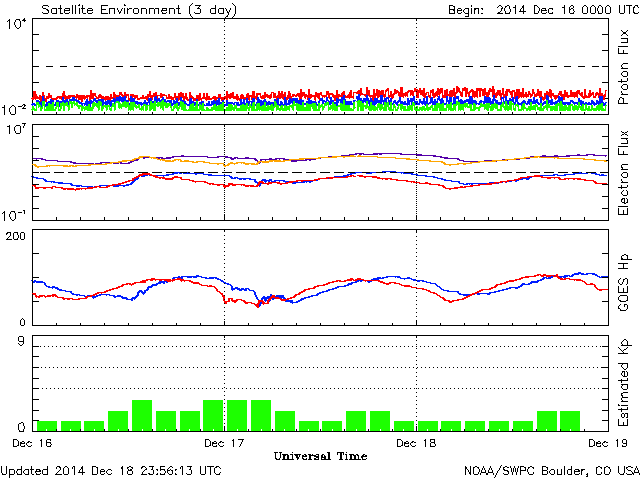 Satellite Environment (3 day)
Begin: 2014 Dec 16 0000 UTC
10^4
10^-2
Proton Flux
10^7
10^-1
Electron Flux
200
0
GOES Hp
9
0
Estimated Kp
Dec 16
Dec 17
Dec 18
Dec 19
Universal Time
Updated 2014 Dec 18 23:56:13 UTC
NOAA/SWPC Boulder, CO USA